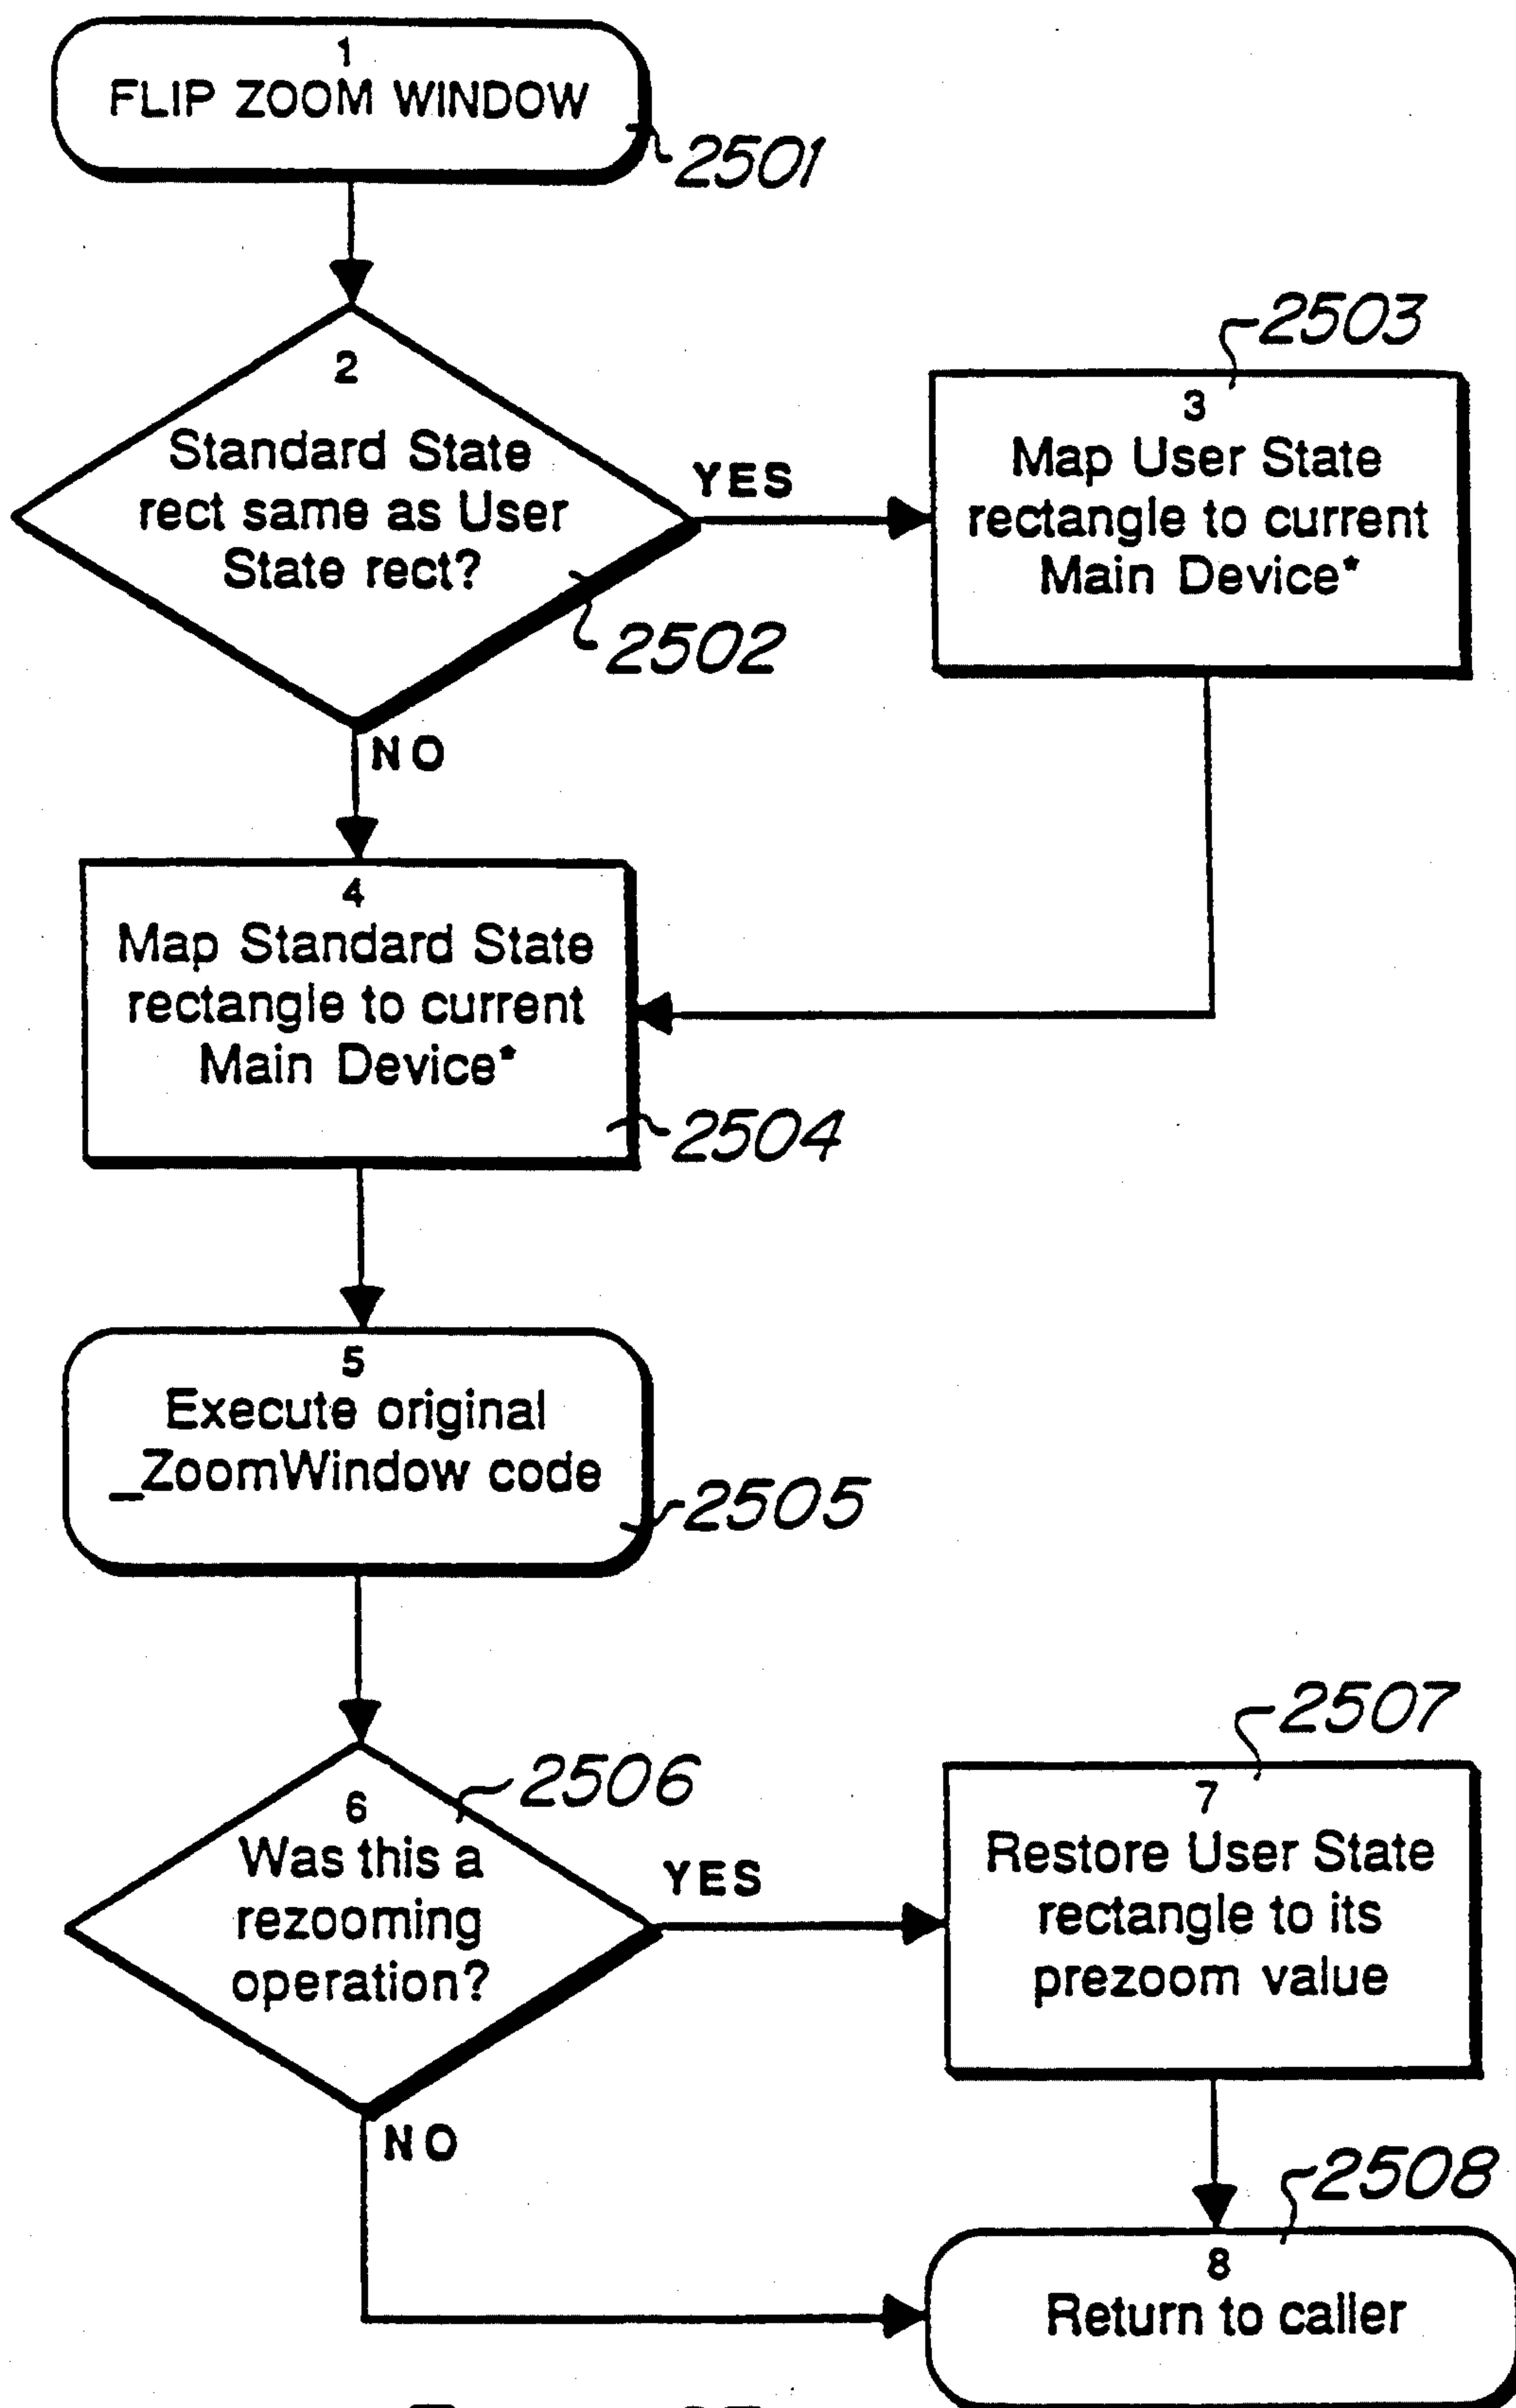 1
FLIP ZOOM WINDOW
2501
2
Standard State
rect same as User
State rect?
2502
YES
NO
2503
3
Map User State
rectangle to current
Main Device*
4
Map Standard State
rectangle to current
Main Device*
2504
5
Execute original
_ZoomWindow code
2505
6
Was this a
rezooming
operation?
2506
YES
NO
2507
7
Restore User State
rectangle to its
prezoom value
2508
8
Return to caller